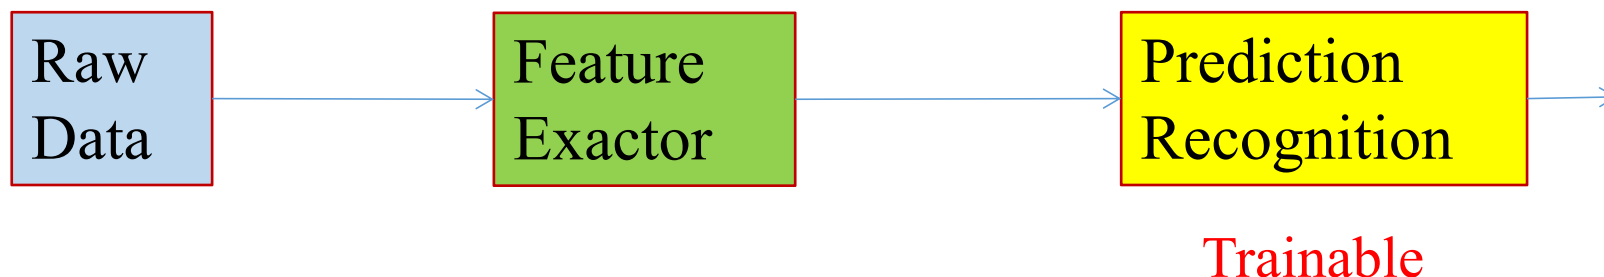 Raw
Data
Feature
Exactor
Prediction
Recognition
Trainable